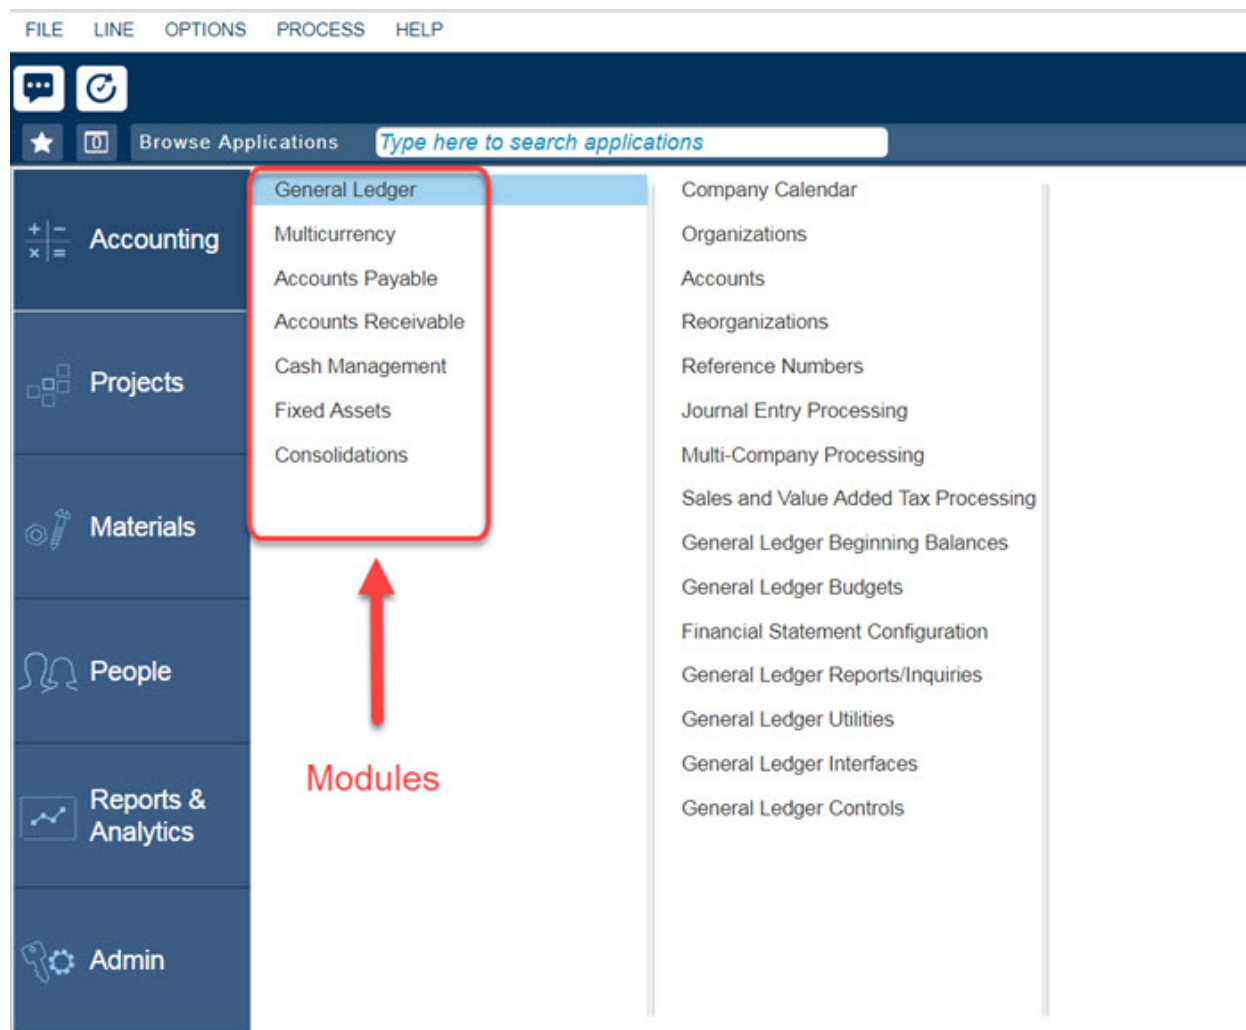 FILE LINE OPTIONS PROCESS HELP
Browse Applications Type here to search applications
Accounting
Projects
Materials
People
Reports &
Analytics
Admin
General Ledger
Multicurrency
Accounts Payable
Accounts Receivable
Cash Management
Fixed Assets
Consolidations
Modules
Company Calendar
Organizations
Accounts
Reorganizations
Reference Numbers
Journal Entry Processing
Multi-Company Processing
Sales and Value Added Tax Processing
General Ledger Beginning Balances
General Ledger Budgets
Financial Statement Configuration
General Ledger Reports/Inquiries
General Ledger Utilities
General Ledger Interfaces
General Ledger Controls